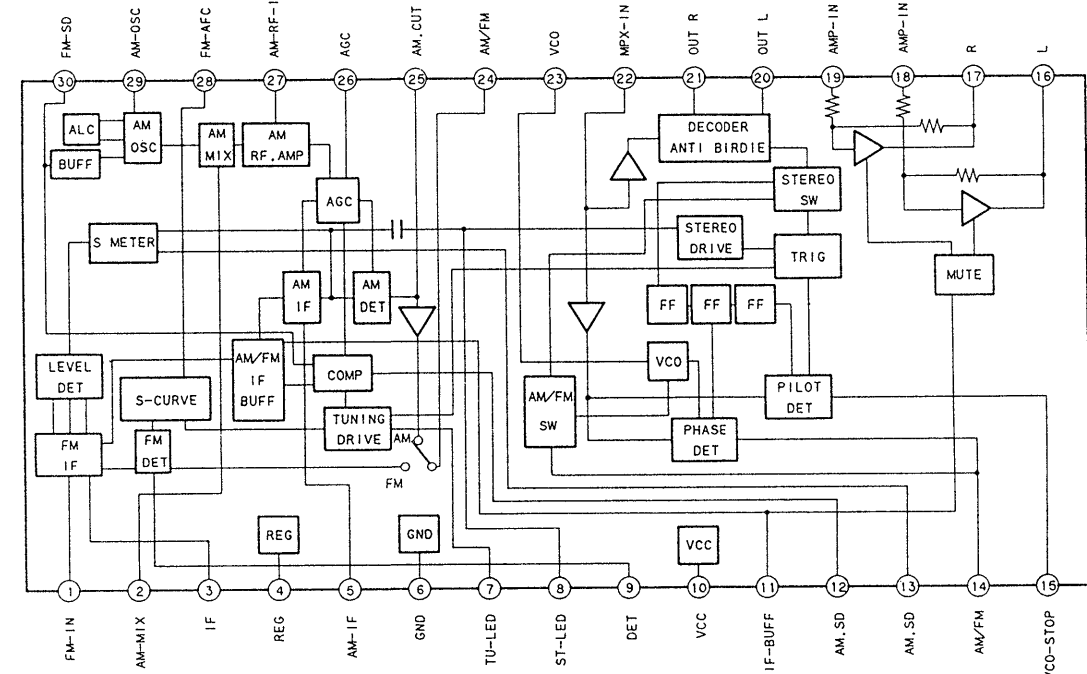 FM-SD
AM-OSC
FM-AFC
AM-RF-I
AGC
AM.CUT
AM/FM
VCO
MPX-IN
OUT R
OUT L
AMP-IN
AMP-IN
R
L
30
29
28
27
26
25
24
23
22
21
20
19
18
17
16
ALC
AM
OSC
BUFF
AM
MIX
AM
RF.AMP
AGC
DECODER
ANTI BIRDIE
STEREO
SW
S METER
STEREO
DRIVE
TRIG
MUTE
AM
IF
AM
DET
FF
FF
FF
LEVEL
DET
S-CURVE
AM/FM
IF
BUFF
COMP
VCO
AM/FM
SW
PILOT
DET
TUNING
DRIVE
FM
IF
FM
DET
AM
FM
PHASE
DET
REG
GND
VCC
1
2
3
4
5
6
7
8
9
10
11
12
13
14
15
FM-IN
AM-MIX
IF
REG
AM-IF
GND
TU-LED
ST-LED
DET
VCC
IF-BUFF
AM.SD
AM.SD
AM/FM
VCO-STOP